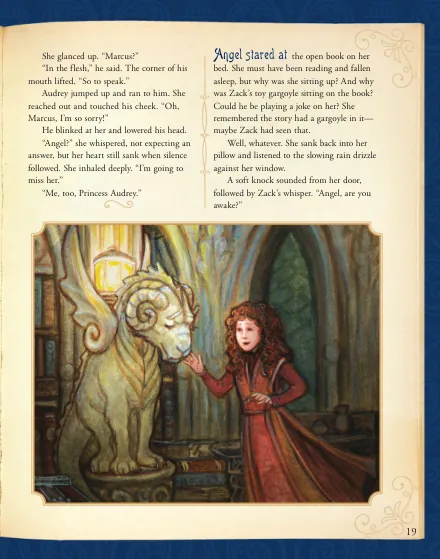 She glanced up. “Marcus?”
“In the flesh,” he said. The corner of his
mouth lifted. “So to speak.”
Audrey jumped up and ran to him. She
reached out and touched his cheek. “Oh,
Marcus, I’m so sorry!”
He blinked at her and lowered his head.
“Angel?” she whispered, not expecting an
answer, but her heart still sank when silence
followed. She inhaled deeply. “I’m going to
miss her.”
“Me, too, Princess Audrey.”
Angel stared at the open book on her
bed. She must have been reading and fallen
asleep, but why was she sitting up? And why
was Zack’s toy gargoyle sitting on the book?
Could he be playing a joke on her? She
remembered the story had a gargoyle in it—
maybe Zack had seen that.
Well, whatever. She sank back into her
pillow and listened to the slowing rain drizzle
against her window.
A soft knock sounded from her door,
followed by Zack’s whisper. “Angel, are you
awake?”
19